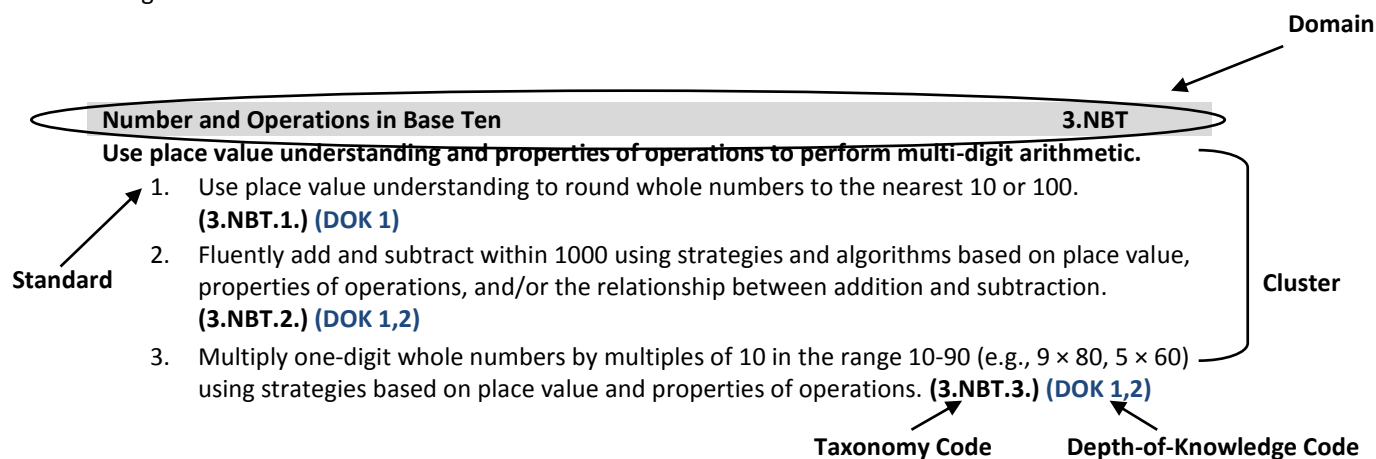 Domain
Number and Operations in Base Ten 3.NBT
Use place value understanding and properties of operations to perform multi-digit arithmetic.
1. Use place value understanding to round whole numbers to the nearest 10 or 100.
(3.NBT.1.) (DOK 1)
2. Fluently add and subtract within 1000 using strategies and algorithms based on place value,
properties of operations, and/or the relationship between addition and subtraction.
(3.NBT.2.) (DOK 1,2)
3. Multiply one-digit whole numbers by multiples of 10 in the range 10-90 (e.g., 9 × 80, 5 × 60)
using strategies based on place value and properties of operations. (3.NBT.3.) (DOK 1,2)
Standard
Cluster
Taxonomy Code
Depth-of-Knowledge Code